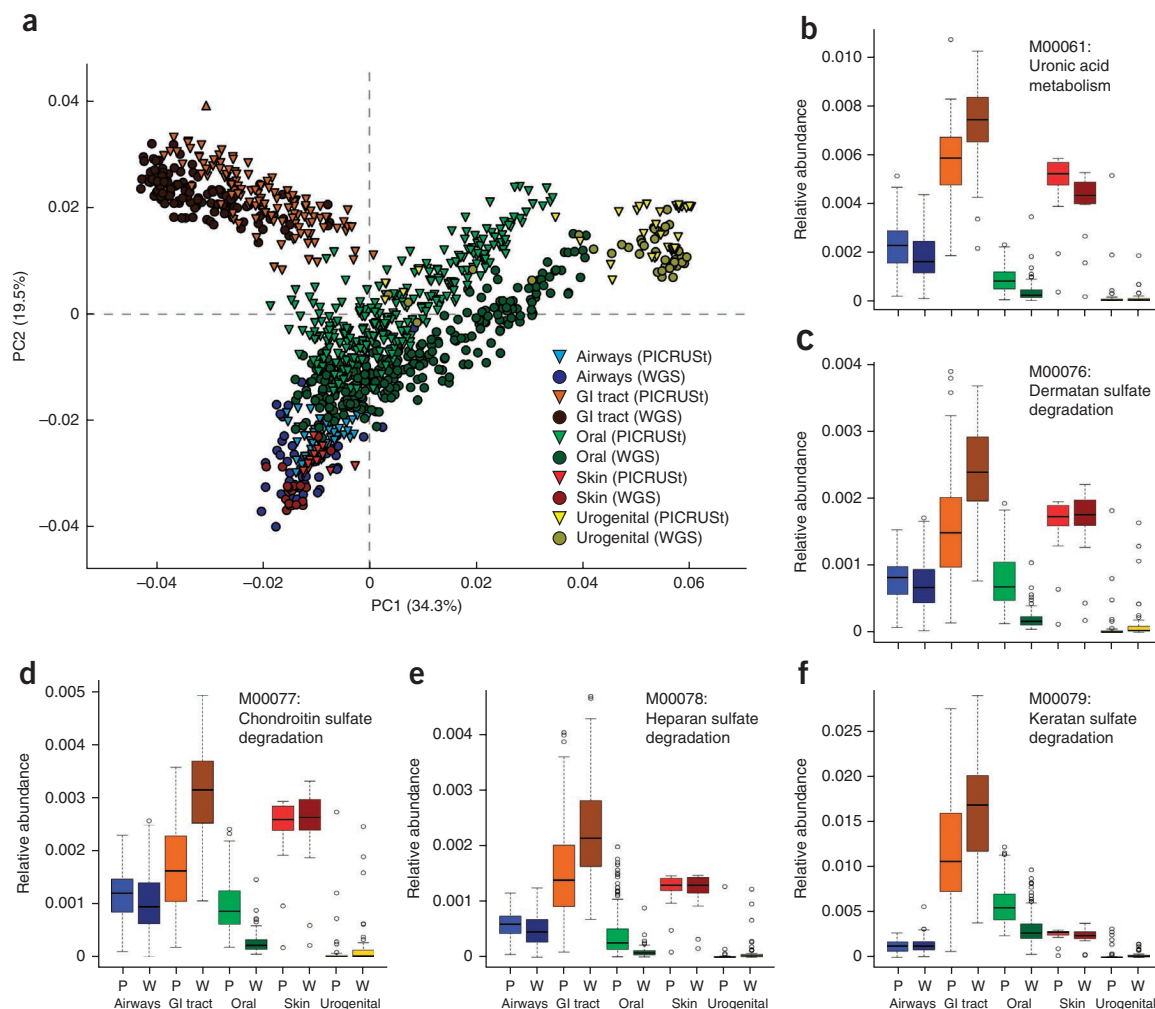 a
0.04
0.02
0
−0.02
−0.04
PC2 (19.5%)
−0.04
−0.02
0
0.02
0.04
0.06
PC1 (34.3%)
Airways (PICRUSt)
Airways (WGS)
GI tract (PICRUSt)
GI tract (WGS)
Oral (PICRUSt)
Oral (WGS)
Skin (PICRUSt)
Skin (WGS)
Urogenital (PICRUSt)
Urogenital (WGS)
b
M00061:
Uronic acid
metabolism
0.010
0.008
0.006
0.004
0.002
0
Relative abundance
c
M00076:
Dermatan sulfate
degradation
0.004
0.003
0.002
0.001
0
Relative abundance
d
M00077:
Chondroitin sulfate
degradation
0.005
0.004
0.003
0.002
0.001
0
Relative abundance
P W P W P W P W P W
Airways GI tract Oral Skin Urogenital
e
M00078:
Heparan sulfate
degradation
0.004
0.003
0.002
0.001
0
Relative abundance
P W P W P W P W P W
Airways GI tract Oral Skin Urogenital
f
M00079:
Keratan sulfate
degradation
0.025
0.020
0.015
0.010
0.005
0
Relative abundance
P W P W P W P W P W
Airways GI tract Oral Skin Urogenital